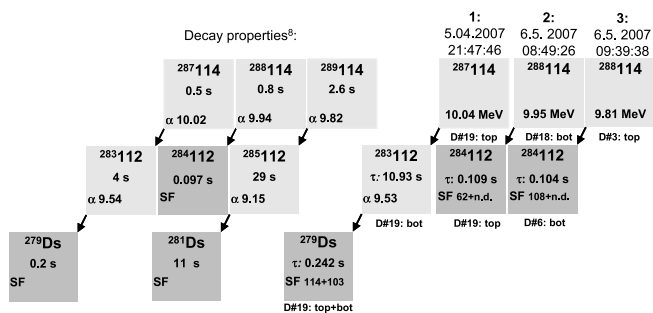 Decay properties⁸:
1:
5.04.2007
21:47:46
2:
6.5. 2007
08:49:26
3:
6.5. 2007
09:39:38
²⁸⁷114
0.5 s
α 10.02
²⁸⁸114
0.8 s
α 9.94
²⁸⁹114
2.6 s
α 9.82
²⁸⁷114
10.04 MeV
D#19: top
²⁸⁸114
9.95 MeV
D#18: bot
²⁸⁸114
9.81 MeV
D#3: top
²⁸³112
4 s
α 9.54
²⁸⁴112
0.097 s
SF
²⁸⁵112
29 s
α 9.15
²⁸³112
τ: 10.93 s
α 9.53
D#19: bot
²⁸⁴112
τ: 0.109 s
SF 62+n.d.
D#19: top
²⁸⁴112
τ: 0.104 s
SF 108+n.d.
D#6: bot
²⁷⁹Ds
0.2 s
SF
²⁸¹Ds
11 s
SF
²⁷⁹Ds
τ: 0.242 s
SF 114+103
D#19: top+bot